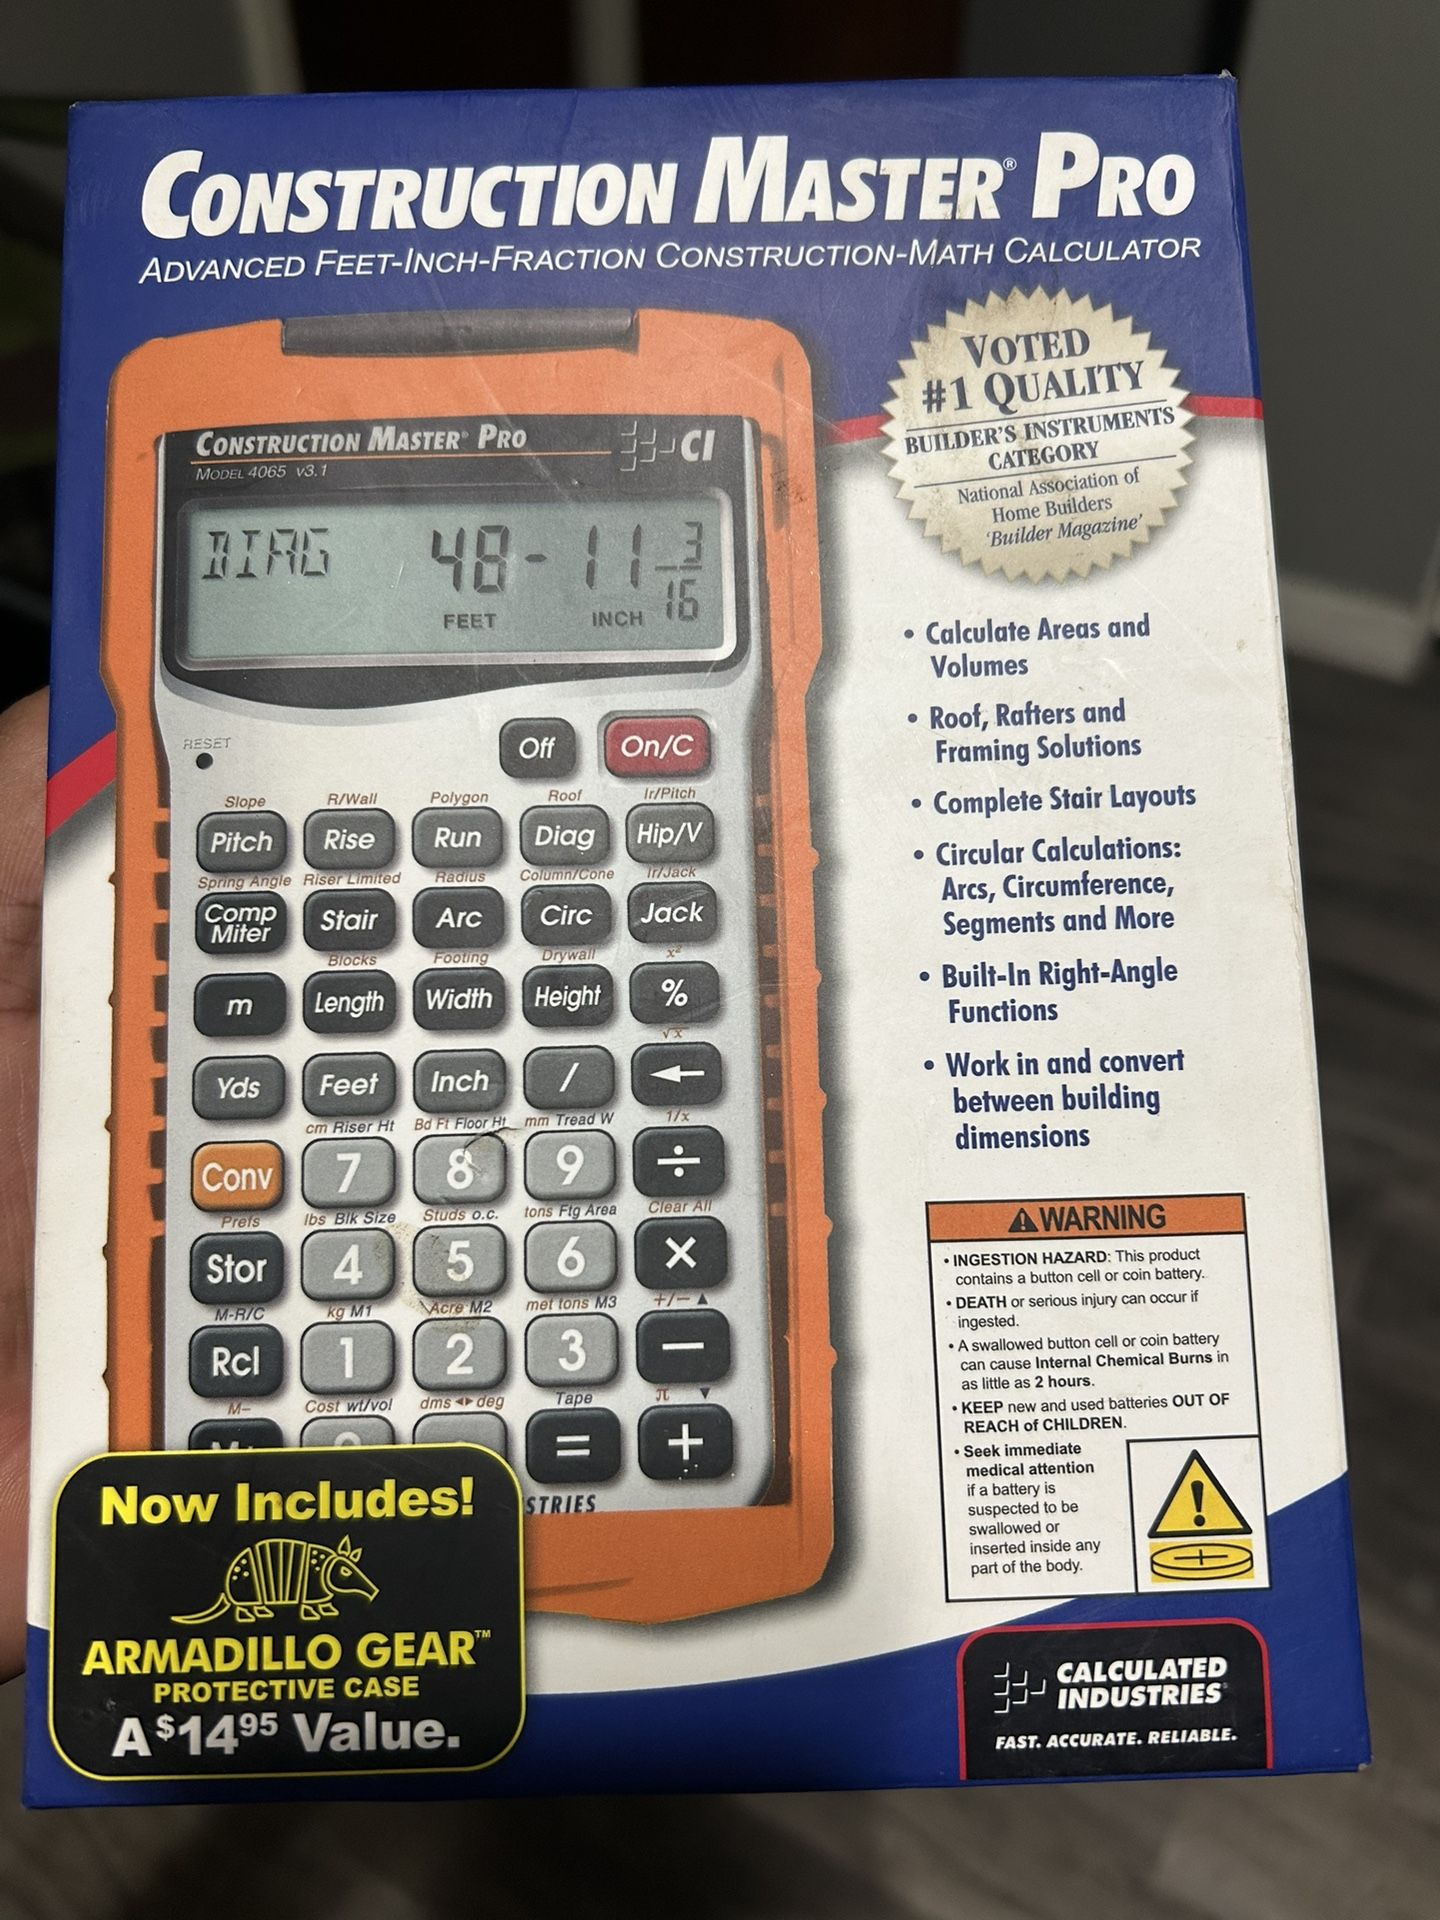 CONSTRUCTION MASTER® PRO
ADVANCED FEET-INCH-FRACTION CONSTRUCTION-MATH CALCULATOR
VOTED
#1 QUALITY
BUILDER'S INSTRUMENTS
CATEGORY
National Association of
Home Builders
'Builder Magazine'
CONSTRUCTION MASTER® PRO
MODEL 4065 v3.1
CI
DIAG 48 - 11 3/16
FEET INCH
RESET
Off On/C
Slope R/Wall Polygon Roof Ir/Pitch
Pitch Rise Run Diag Hip/V
Spring Angle Riser Limited Radius Column/Cone Ir/Jack
Comp Miter Stair Arc Circ Jack
Blocks Footing Drywall x²
m Length Width Height %
√x
Yds Feet Inch / ←
cm Riser Ht Bd Ft Floor Ht mm Tread W 1/x
Conv 7 8 9 ÷
Prefs lbs Blk Size Studs o.c. tons Ftg Area Clear All
Stor 4 5 6 ×
M-R/C kg M1 Acre M2 met tons M3 +/− ▲
Rcl 1 2 3 −
M− Cost wt/vol dms ◄► deg Tape π ▼
= +
STRIES
• Calculate Areas and
Volumes
• Roof, Rafters and
Framing Solutions
• Complete Stair Layouts
• Circular Calculations:
Arcs, Circumference,
Segments and More
• Built-In Right-Angle
Functions
• Work in and convert
between building
dimensions
WARNING
• INGESTION HAZARD: This product
contains a button cell or coin battery.
• DEATH or serious injury can occur if
ingested.
• A swallowed button cell or coin battery
can cause Internal Chemical Burns in
as little as 2 hours.
• KEEP new and used batteries OUT OF
REACH of CHILDREN.
• Seek immediate
medical attention
if a battery is
suspected to be
swallowed or
inserted inside any
part of the body.
Now Includes!
ARMADILLO GEAR™
PROTECTIVE CASE
A $14.95 Value.
CALCULATED
INDUSTRIES®
FAST. ACCURATE. RELIABLE.